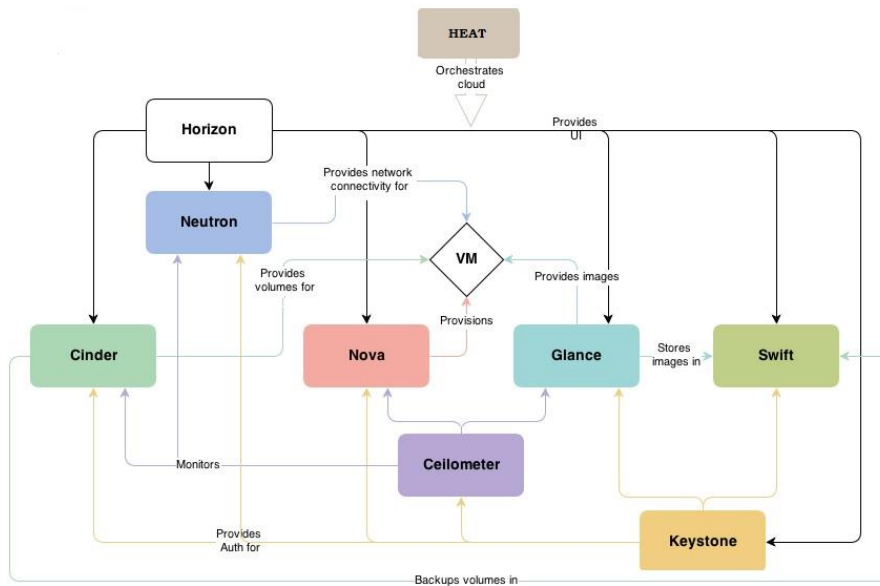 HEAT
Orchestrates
cloud
Horizon
Provides
UI
Provides network
connectivity for
Neutron
VM
Provides
volumes for
Provides images
Provisions
Cinder
Nova
Glance
Stores
images in
Swift
Monitors
Ceilometer
Provides
Auth for
Keystone
Backups volumes in